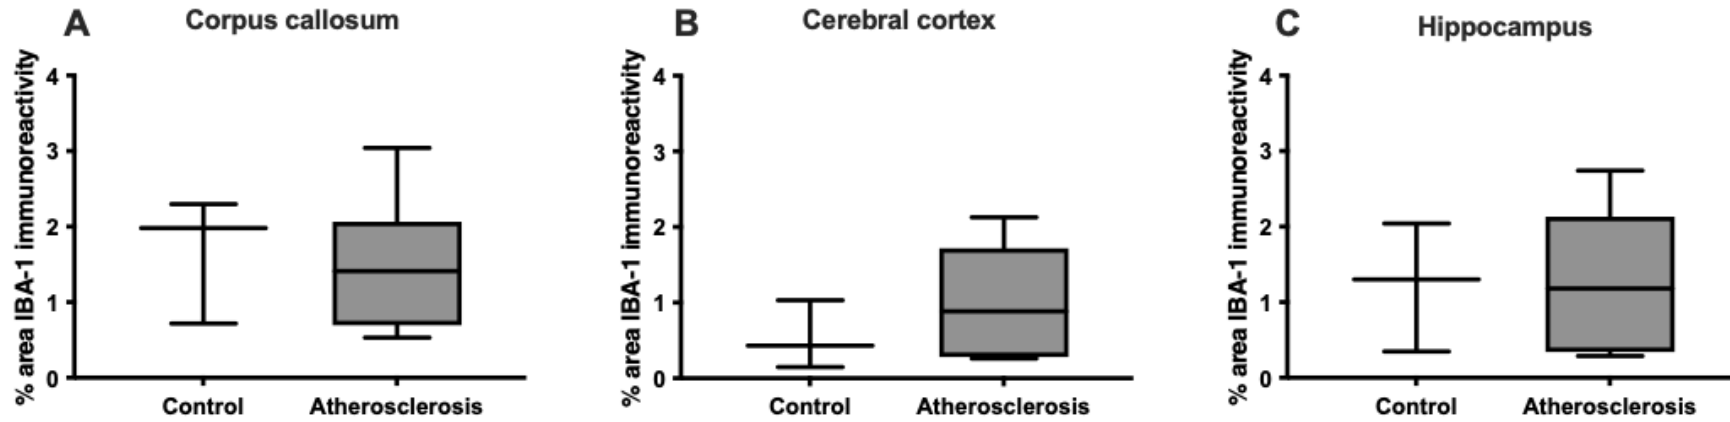 A Corpus callosum
% area IBA-1 immunoreactivity
4
3
2
1
0
Control Atherosclerosis
B Cerebral cortex
% area IBA-1 immunoreactivity
4
3
2
1
0
Control Atherosclerosis
C Hippocampus
% area IBA-1 immunoreactivity
4
3
2
1
0
Control Atherosclerosis